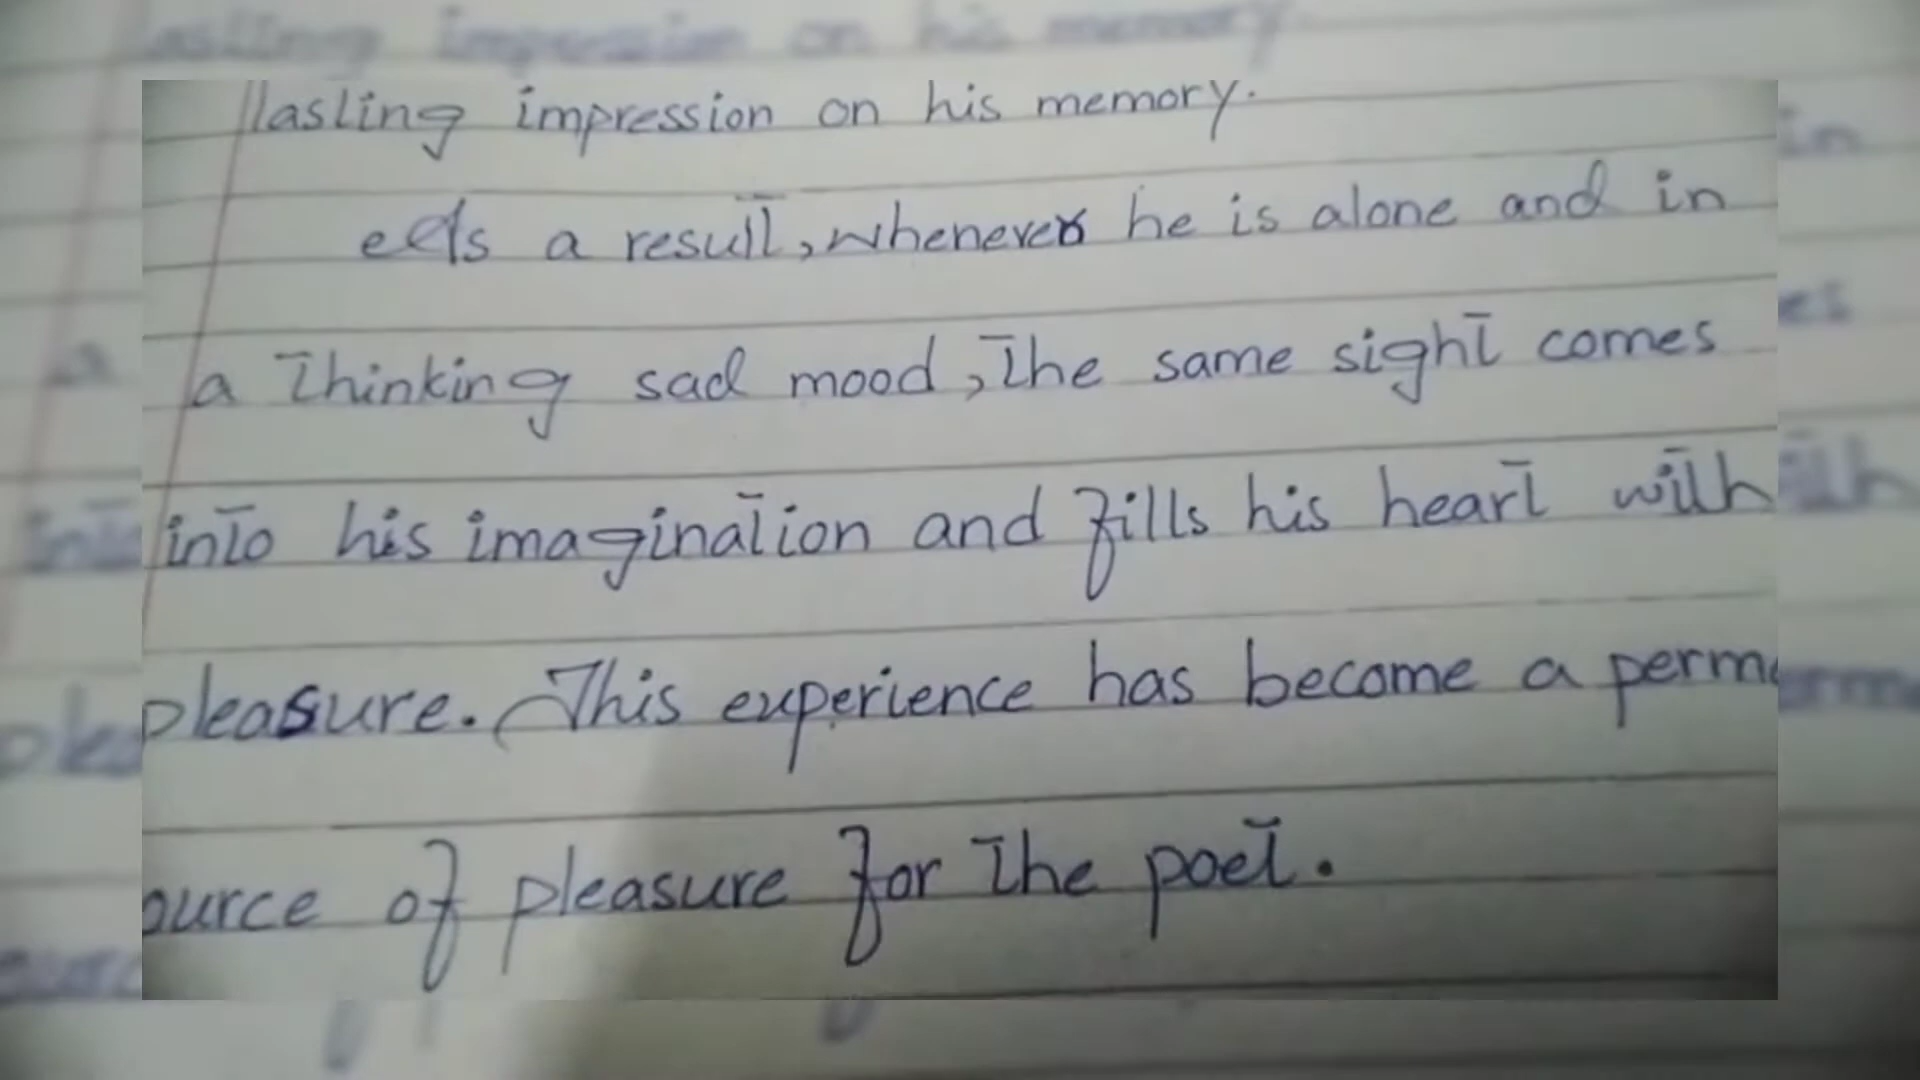 lasting impression on his memory.
As a result, whenever he is alone and in
a thinking sad mood, the same sight comes
into his imagination and fills his heart with
pleasure. This experience has become a perma
ource of pleasure for the poet.